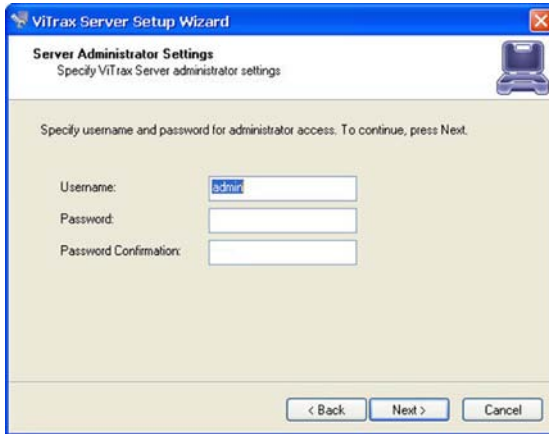 ViTrax Server Setup Wizard
Server Administrator Settings
Specify ViTrax Server administrator settings
Specify username and password for administrator access. To continue, press Next.
Username:
admin
Password:
Password Confirmation:
< Back
Next >
Cancel